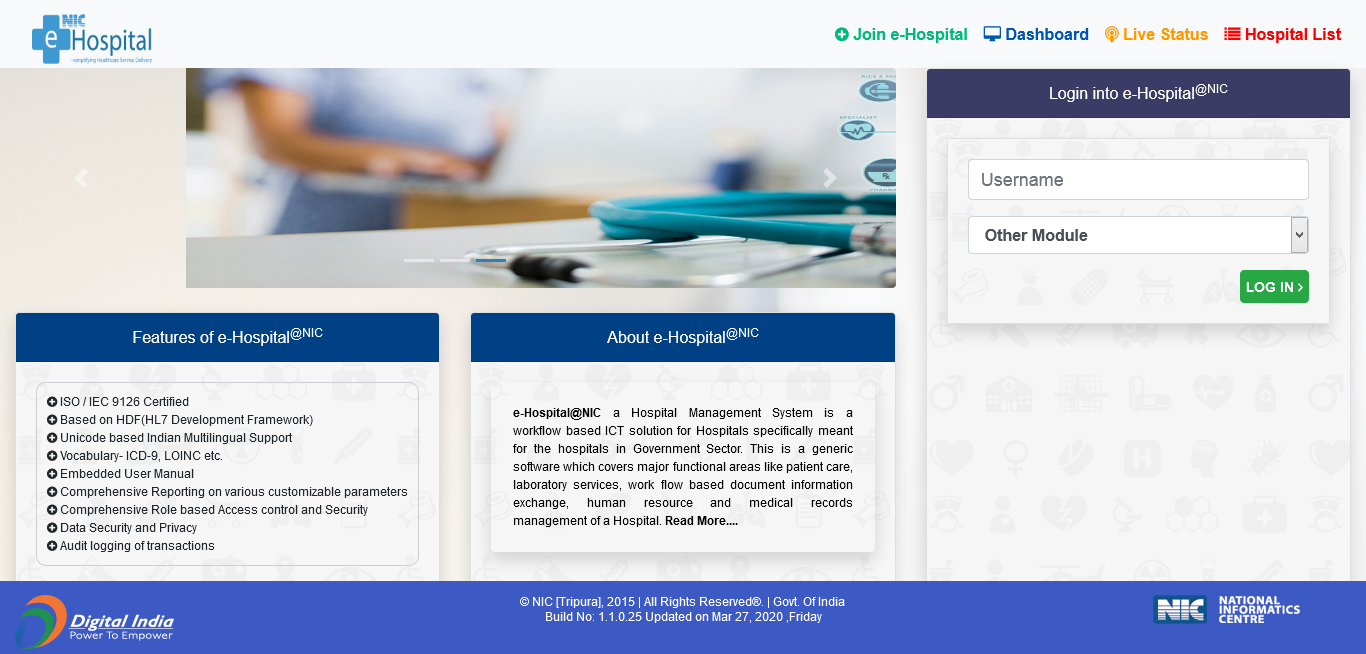 NIC
e Hospital
~simplifying Healthcare Service Delivery
Join e-Hospital
Dashboard
Live Status
Hospital List
SPECIALIST
Rx
Login into e-Hospital@NIC
Username
Other Module
LOG IN ›
Features of e-Hospital@NIC
ISO / IEC 9126 Certified
Based on HDF(HL7 Development Framework)
Unicode based Indian Multilingual Support
Vocabulary- ICD-9, LOINC etc.
Embedded User Manual
Comprehensive Reporting on various customizable parameters
Comprehensive Role based Access control and Security
Data Security and Privacy
Audit logging of transactions
About e-Hospital@NIC
e-Hospital@NIC a Hospital Management System is a
workflow based ICT solution for Hospitals specifically meant
for the hospitals in Government Sector. This is a generic
software which covers major functional areas like patient care,
laboratory services, work flow based document information
exchange, human resource and medical records
management of a Hospital. Read More....
Digital India
Power To Empower
© NIC [Tripura], 2015 | All Rights Reserved®. | Govt. Of India
Build No: 1.1.0.25 Updated on Mar 27, 2020 ,Friday
NIC
NATIONAL
INFORMATICS
CENTRE